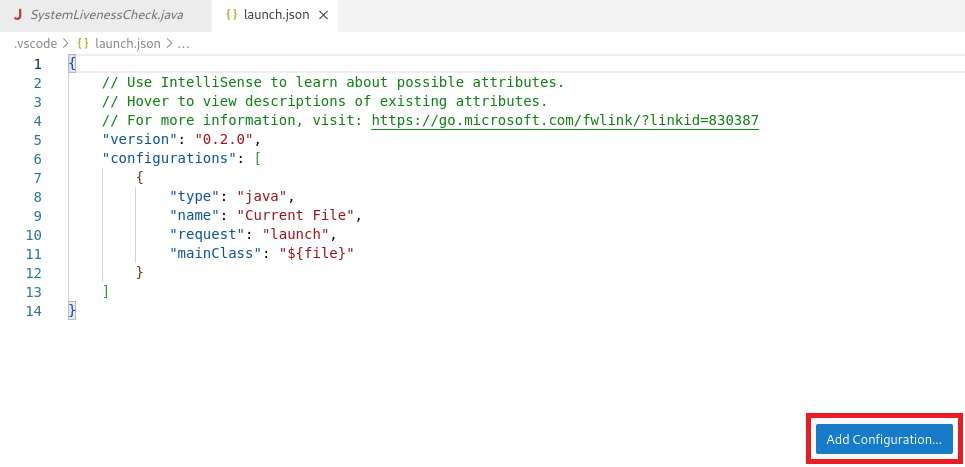 J SystemLivenessCheck.java {} launch.json ×
.vscode > {} launch.json > ...
1 {
2     // Use IntelliSense to learn about possible attributes.
3     // Hover to view descriptions of existing attributes.
4     // For more information, visit: https://go.microsoft.com/fwlink/?linkid=830387
5     "version": "0.2.0",
6     "configurations": [
7         {
8             "type": "java",
9             "name": "Current File",
10             "request": "launch",
11             "mainClass": "${file}"
12         }
13     ]
14 }
Add Configuration...